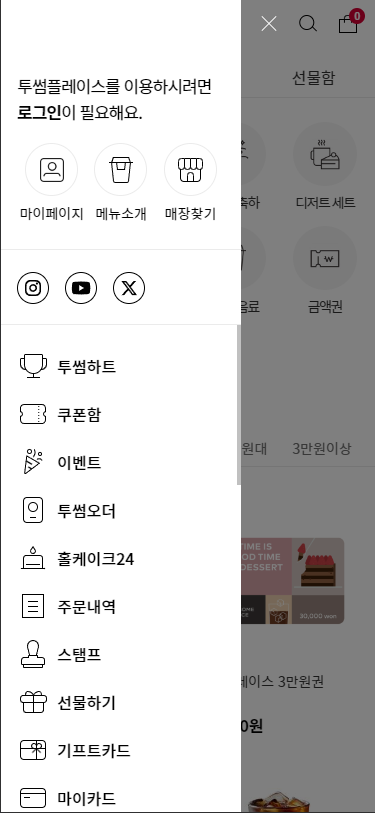 0
선물함
투썸플레이스를 이용하시려면
로그인이 필요해요.
마이페이지 메뉴소개 매장찾기
축하 디저트 세트
음료 금액권
투썸하트
쿠폰함
이벤트
투썸오더
홀케이크24
주문내역
스탬프
선물하기
기프트카드
마이카드
원대 3만원이상
TIME IS
OD TIME
DESSERT
30,000 won
이스 3만원권
0원